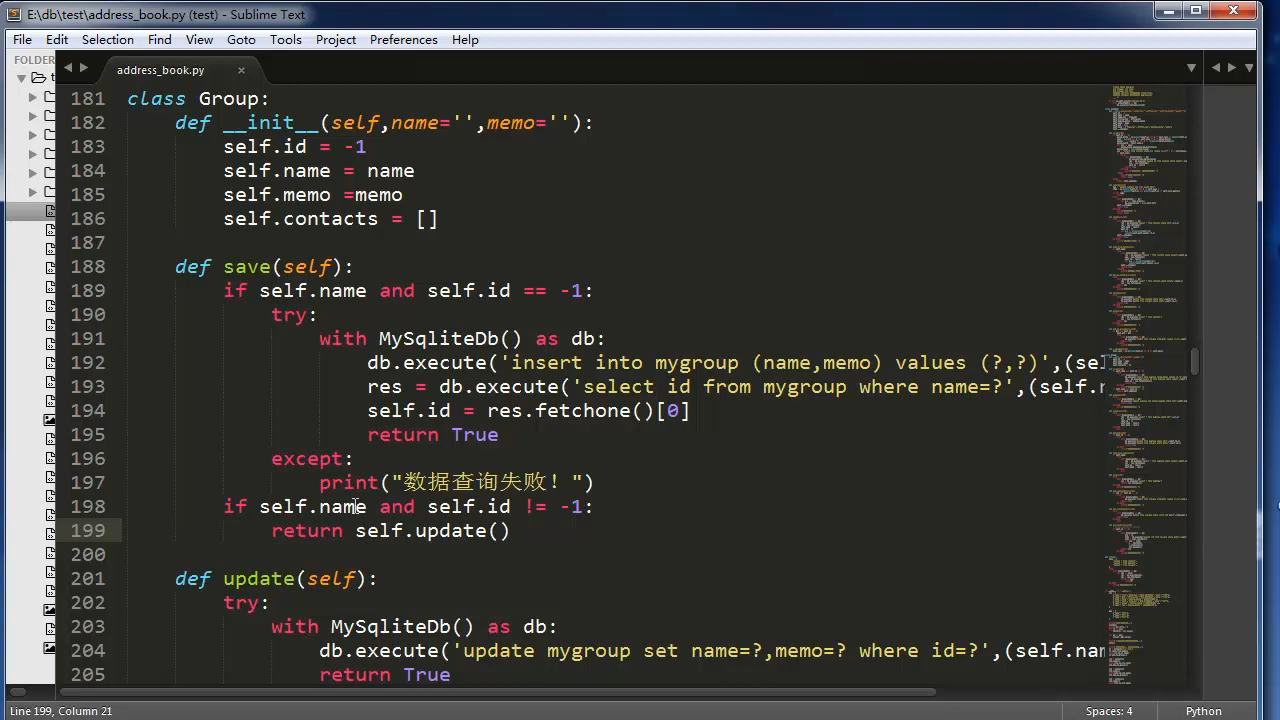 E:\db\test\address_book.py (test) - Sublime Text
File Edit Selection Find View Goto Tools Project Preferences Help
FOLDER
address_book.py
181 class Group:
182 def __init__(self,name='',memo=''):
183 self.id = -1
184 self.name = name
185 self.memo =memo
186 self.contacts = []
187
188 def save(self):
189 if self.name and self.id == -1:
190 try:
191 with MySqliteDb() as db:
192 db.execute('insert into mygroup (name,memo) values (?,?)',(sel
193 res = db.execute('select id from mygroup where name=?',(self.n
194 self.id = res.fetchone()[0]
195 return True
196 except:
197 print("数据查询失败！")
198 if self.name and self.id != -1:
199 return self.update()
200
201 def update(self):
202 try:
203 with MySqliteDb() as db:
204 db.execute('update mygroup set name=?,memo=? where id=?',(self.nam
205 return True
Line 199, Column 21
Spaces: 4
Python